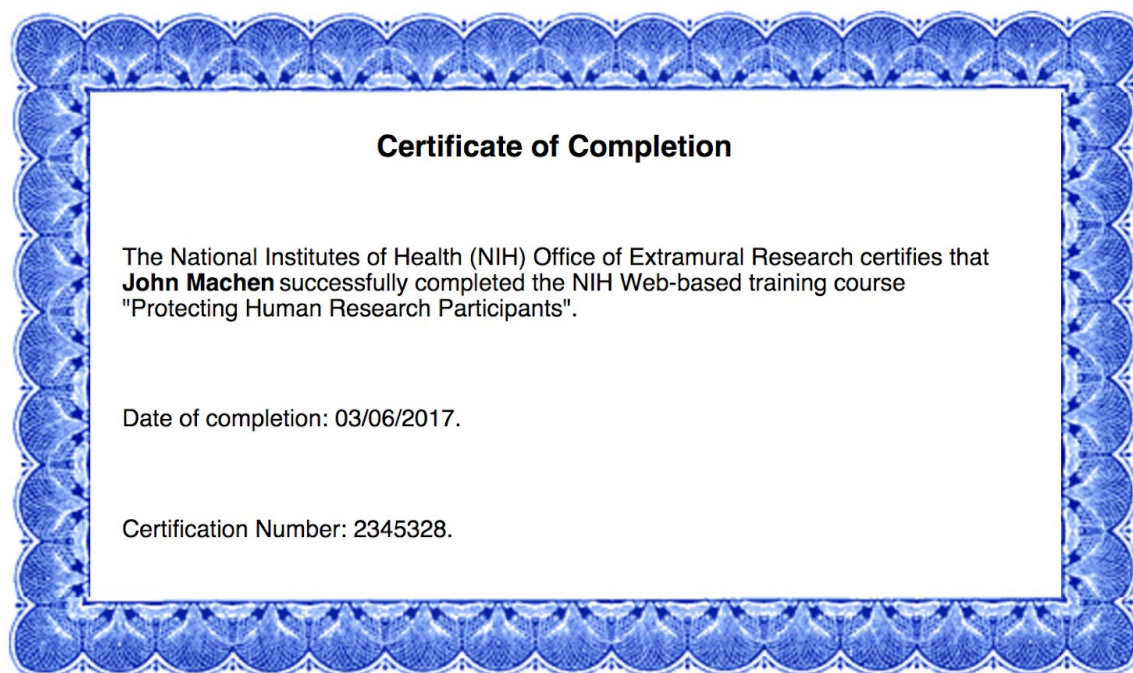 Certificate of Completion
The National Institutes of Health (NIH) Office of Extramural Research certifies that
John Machen successfully completed the NIH Web-based training course
"Protecting Human Research Participants".
Date of completion: 03/06/2017.
Certification Number: 2345328.